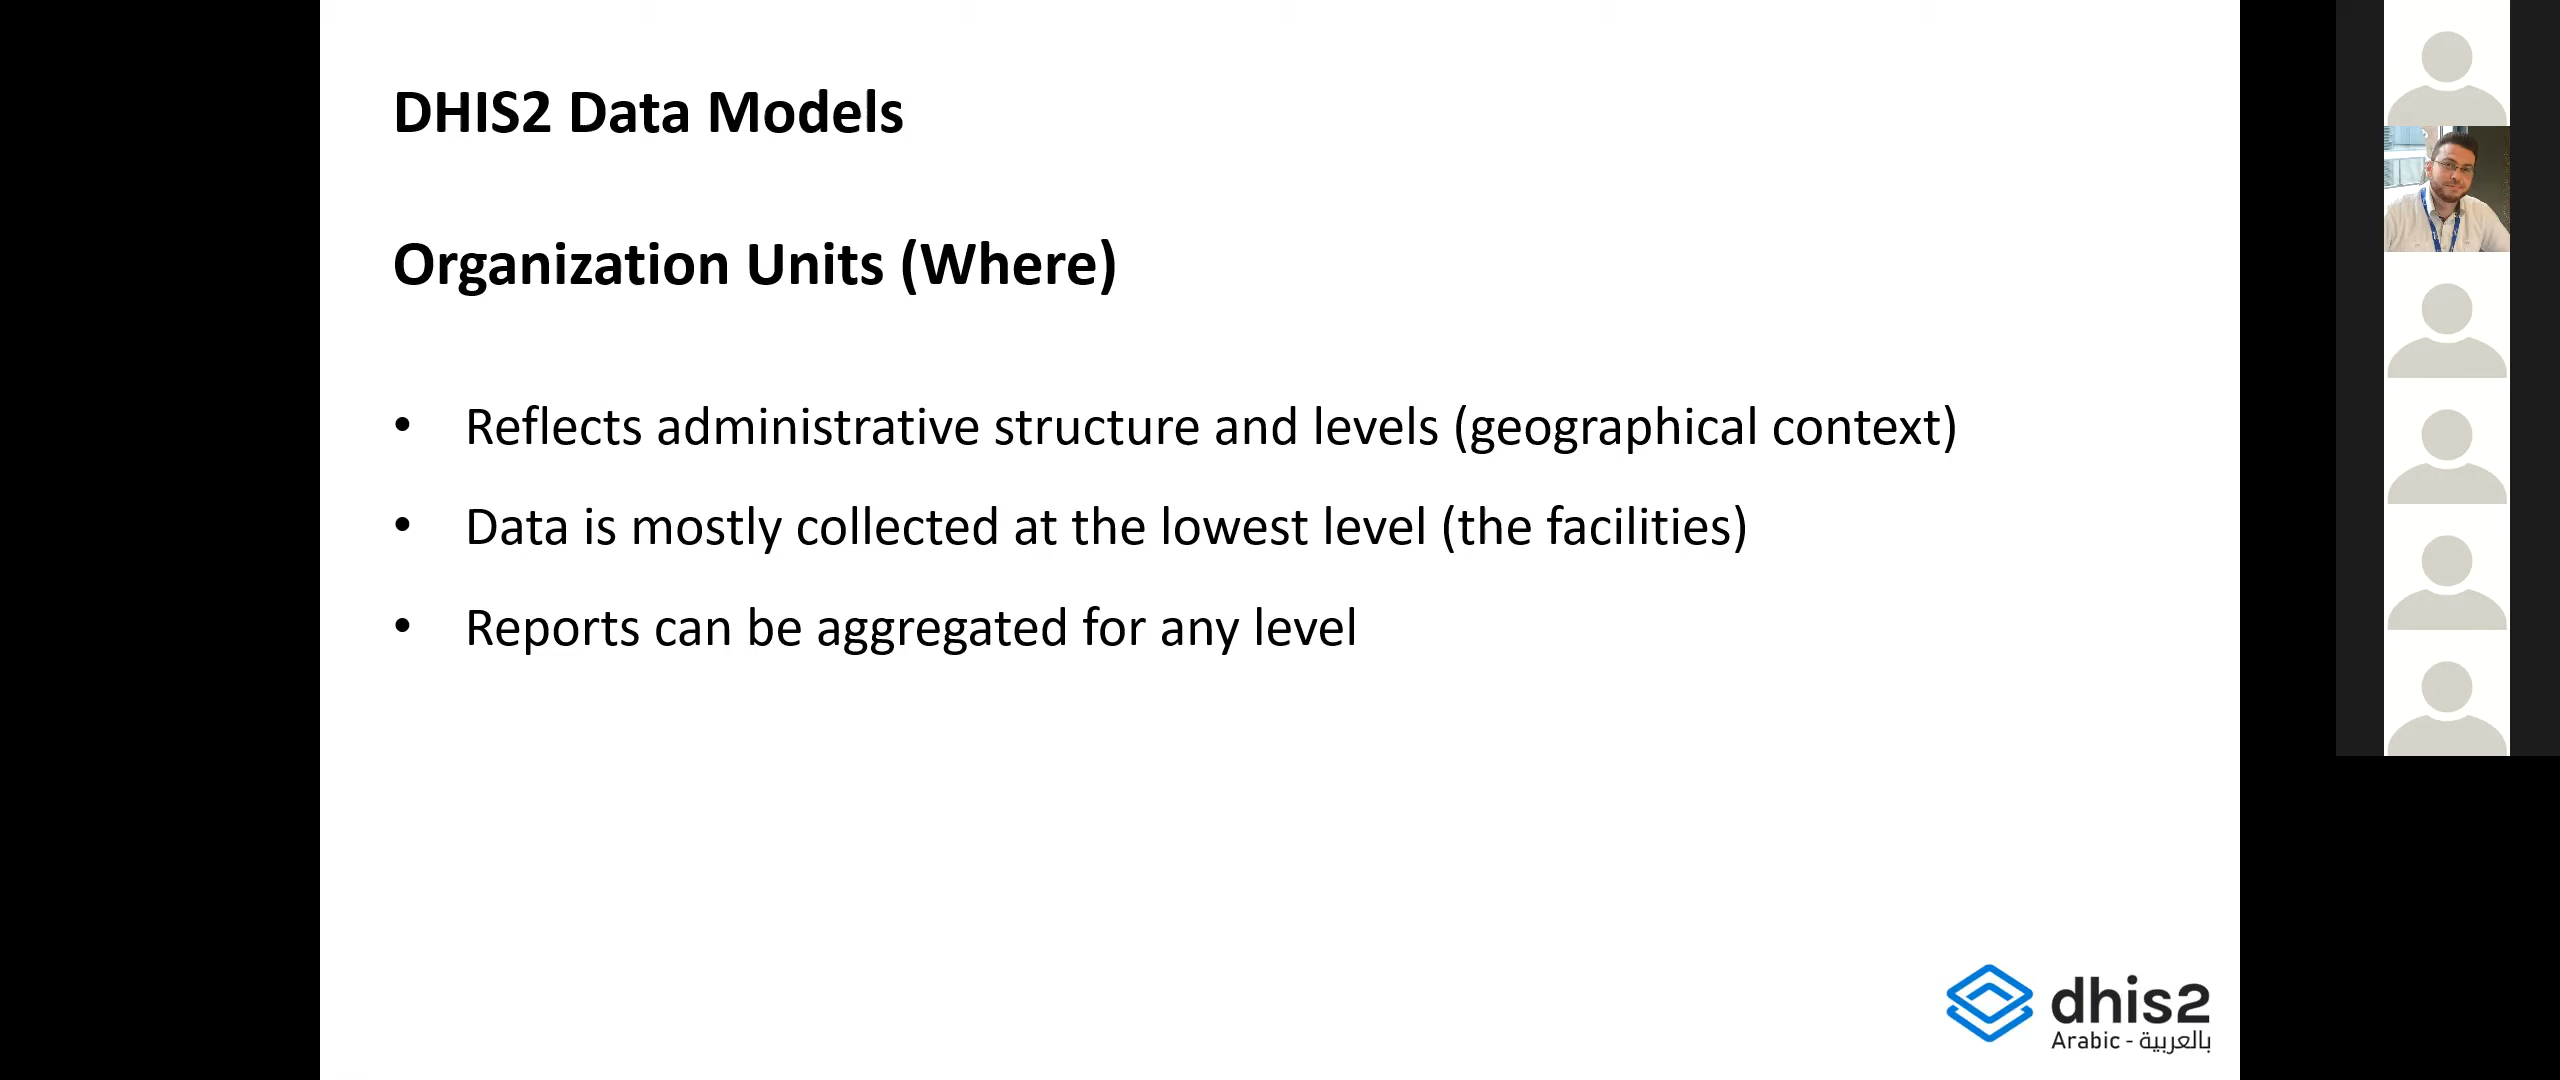 DHIS2 Data Models
Organization Units (Where)
• Reflects administrative structure and levels (geographical context)
• Data is mostly collected at the lowest level (the facilities)
• Reports can be aggregated for any level
dhis2
Arabic - بالعربية